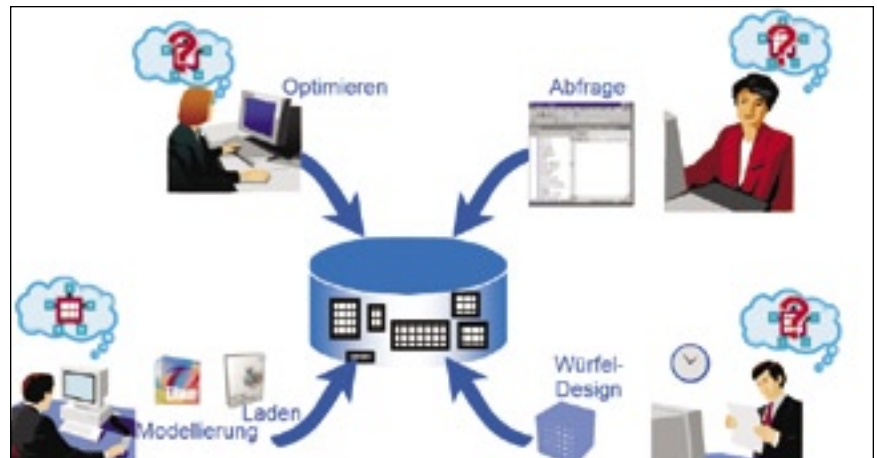 Optimieren
Abfrage
Würfel-
Design
Laden
Modellierung